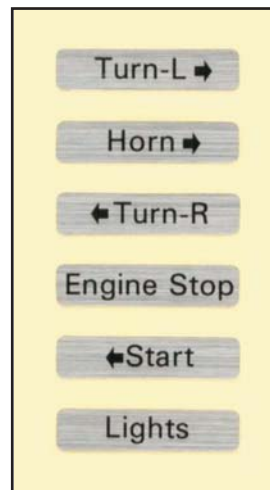 Turn-L ➡
Horn ➡
⬅Turn-R
Engine Stop
⬅Start
Lights